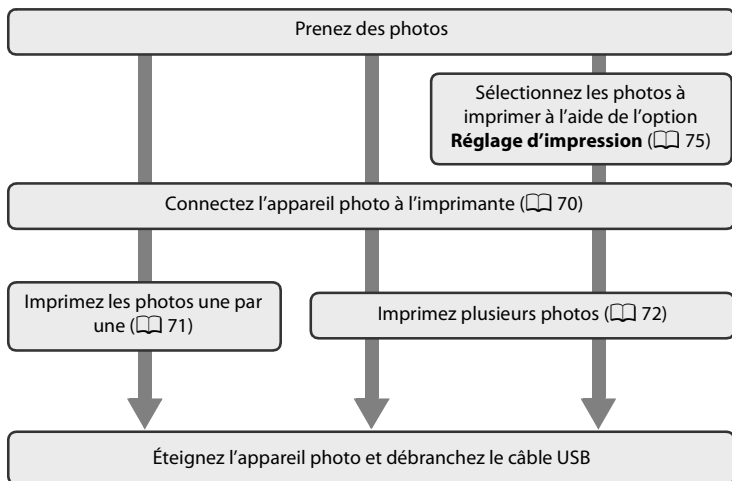 Prenez des photos
Sélectionnez les photos à
imprimer à l'aide de l'option
Réglage d'impression (📖 75)
Connectez l'appareil photo à l'imprimante (📖 70)
Imprimez les photos une par
une (📖 71)
Imprimez plusieurs photos (📖 72)
Éteignez l'appareil photo et débranchez le câble USB